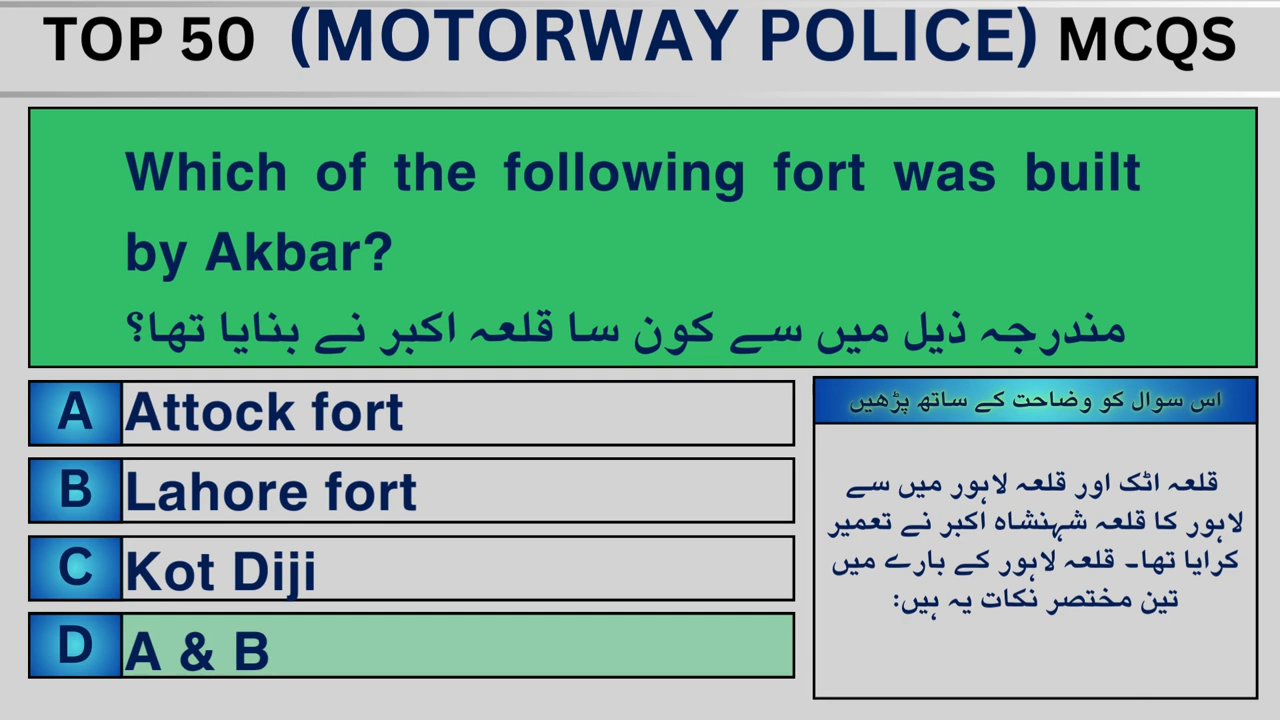 TOP 50 (MOTORWAY POLICE) MCQS
Which of the following fort was built
by Akbar?
مندرجہ ذیل میں سے کون سا قلعہ اکبر نے بنایا تھا؟
A Attock fort
B Lahore fort
C Kot Diji
D A & B
اس سوال کو وضاحت کے ساتھ پڑھیں
قلعہ اٹک اور قلعہ لاہور میں سے
لاہور کا قلعہ شہنشاہ اکبر نے تعمیر
کرایا تھا۔ قلعہ لاہور کے بارے میں
تین مختصر نکات یہ ہیں: